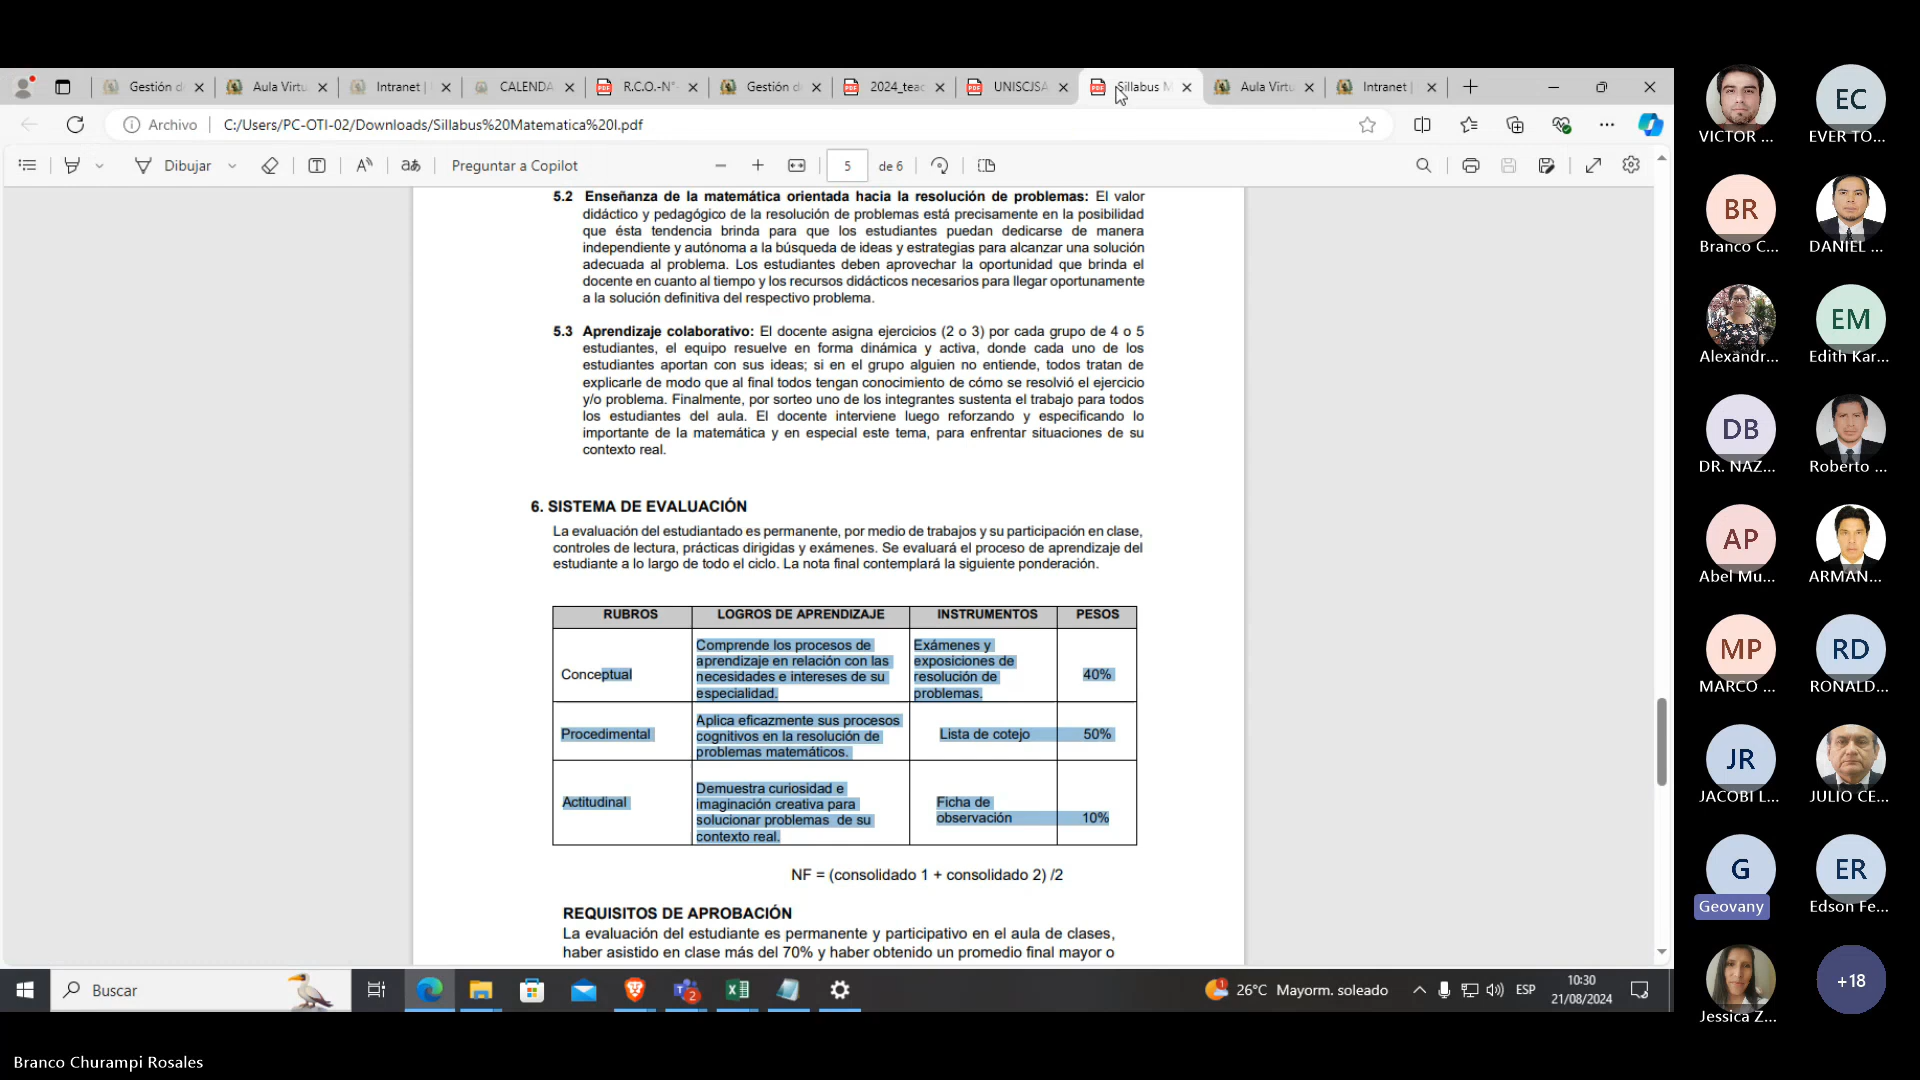 Gestión d
Aula Virtu
Intranet |
CALENDA
R.C.O.-N°
Gestión d
2024_teac
UNISCJSA
Sillabus M
Aula Virtu
Intranet |
Archivo
C:/Users/PC-OTI-02/Downloads/Sillabus%20Matematica%20I.pdf
Dibujar
Preguntar a Copilot
5
de 6
5.2 Enseñanza de la matemática orientada hacia la resolución de problemas: El valor
didáctico y pedagógico de la resolución de problemas está precisamente en la posibilidad
que ésta tendencia brinda para que los estudiantes puedan dedicarse de manera
independiente y autónoma a la búsqueda de ideas y estrategias para alcanzar una solución
adecuada al problema. Los estudiantes deben aprovechar la oportunidad que brinda el
docente en cuanto al tiempo y los recursos didácticos necesarios para llegar oportunamente
a la solución definitiva del respectivo problema.
5.3 Aprendizaje colaborativo: El docente asigna ejercicios (2 o 3) por cada grupo de 4 o 5
estudiantes, el equipo resuelve en forma dinámica y activa, donde cada uno de los
estudiantes aportan con sus ideas; si en el grupo alguien no entiende, todos tratan de
explicarle de modo que al final todos tengan conocimiento de cómo se resolvió el ejercicio
y/o problema. Finalmente, por sorteo uno de los integrantes sustenta el trabajo para todos
los estudiantes del aula. El docente interviene luego reforzando y especificando lo
importante de la matemática y en especial este tema, para enfrentar situaciones de su
contexto real.
6. SISTEMA DE EVALUACIÓN
La evaluación del estudiantado es permanente, por medio de trabajos y su participación en clase,
controles de lectura, prácticas dirigidas y exámenes. Se evaluará el proceso de aprendizaje del
estudiante a lo largo de todo el ciclo. La nota final contemplará la siguiente ponderación.
RUBROS LOGROS DE APRENDIZAJE INSTRUMENTOS PESOS
Conceptual
Comprende los procesos de
aprendizaje en relación con las
necesidades e intereses de su
especialidad.
Exámenes y
exposiciones de
resolución de
problemas.
40%
Procedimental
Aplica eficazmente sus procesos
cognitivos en la resolución de
problemas matemáticos.
Lista de cotejo
50%
Actitudinal
Demuestra curiosidad e
imaginación creativa para
solucionar problemas de su
contexto real.
Ficha de
observación
10%
NF = (consolidado 1 + consolidado 2) /2
REQUISITOS DE APROBACIÓN
La evaluación del estudiante es permanente y participativo en el aula de clases,
haber asistido en clase más del 70% y haber obtenido un promedio final mayor o
Buscar
2
1
26°C Mayorm. soleado
ESP
10:30
21/08/2024
Branco Churampi Rosales
VICTOR ...
EC
EVER TO...
BR
Branco C...
DANIEL ...
Alexandr...
EM
Edith Kar...
DB
DR. NAZ...
Roberto ...
AP
Abel Mu...
ARMAN...
MP
MARCO ...
RD
RONALD...
JR
JACOBI L...
JULIO CE...
G
Geovany
ER
Edson Fe...
Jessica Z...
+18